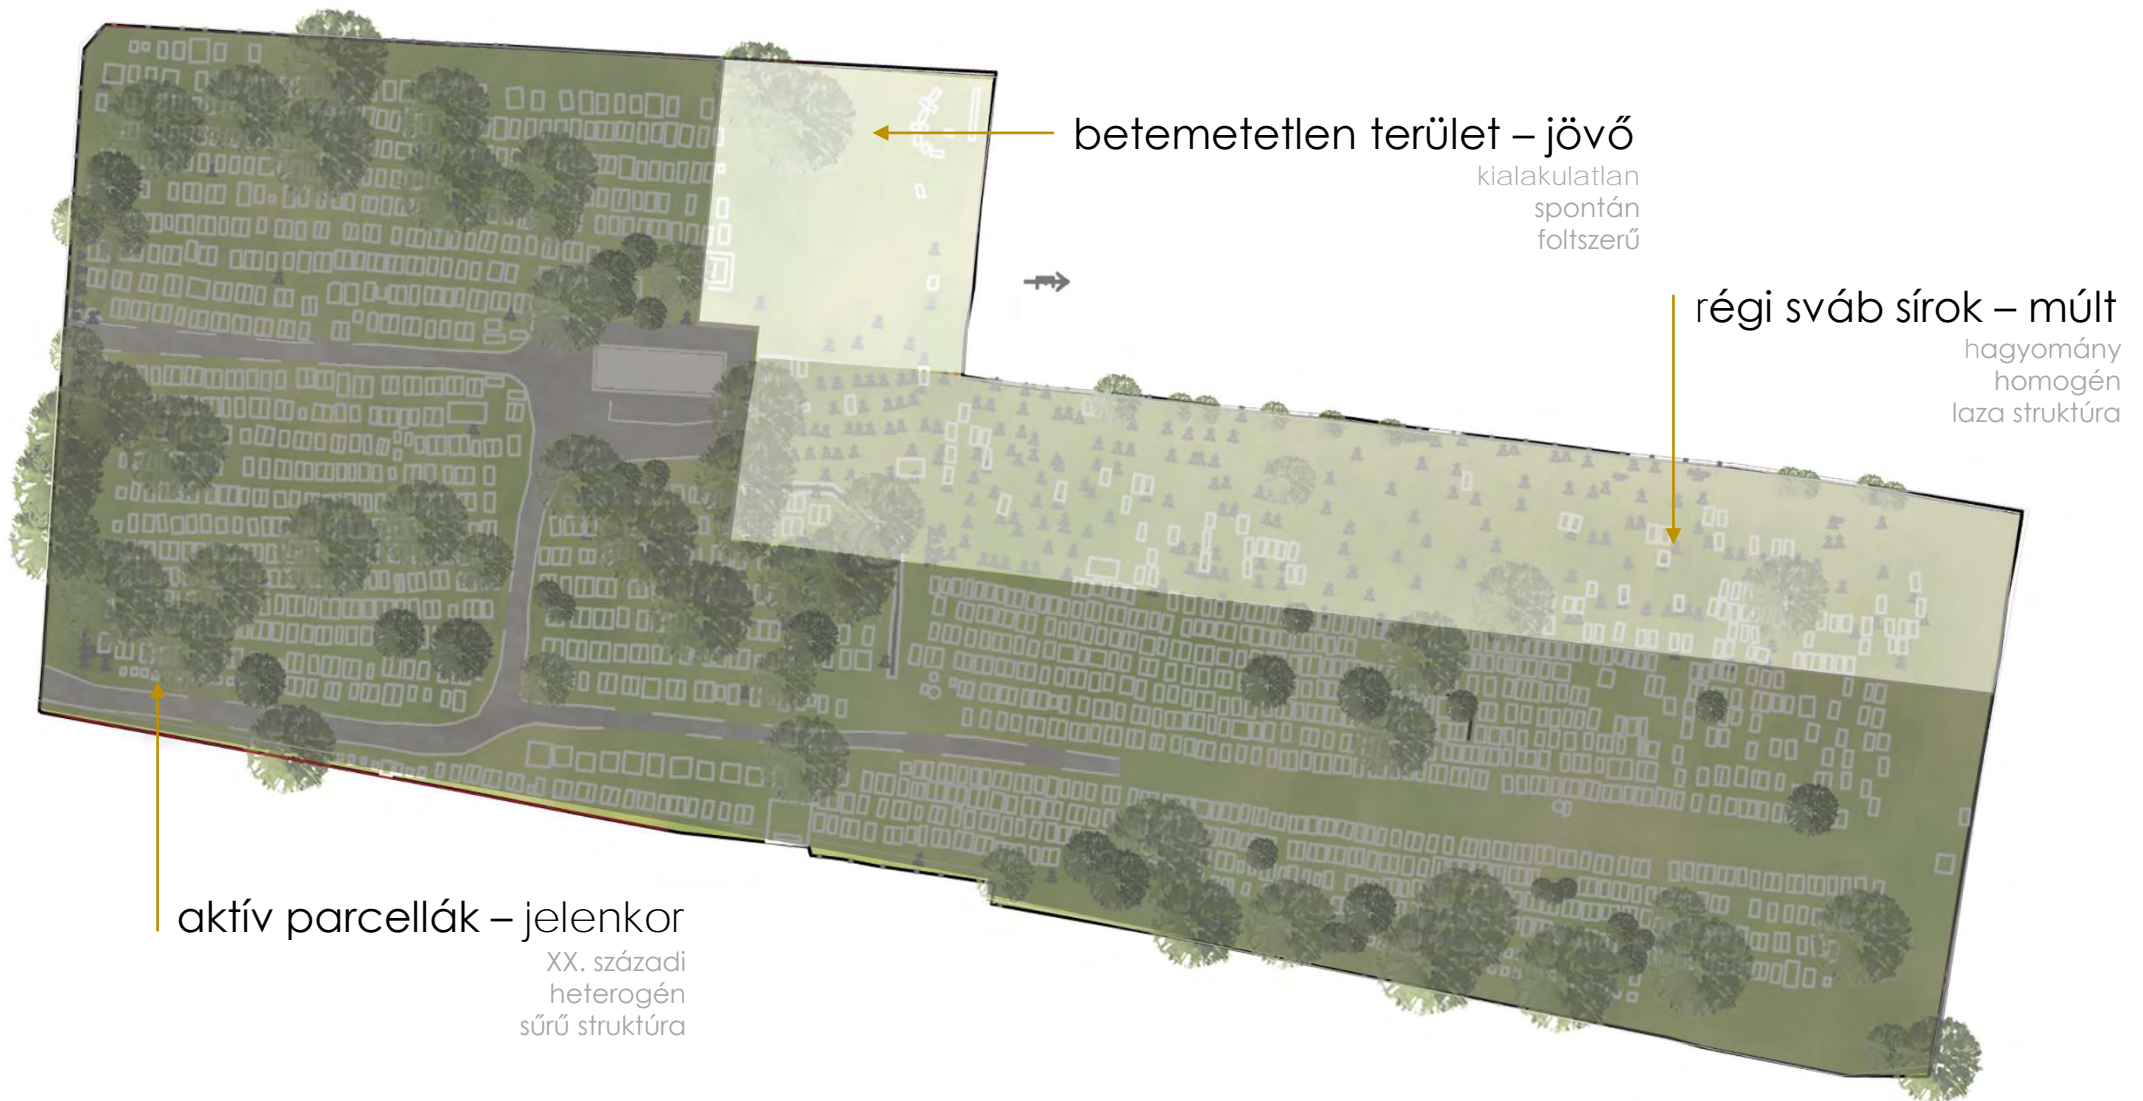 betemetetlen terület – jövő
kialakulatlan
spontán
foltszerű
régi sváb sírok – múlt
hagyomány
homogén
laza struktúra
aktív parcellák – jelenkor
XX. századi
heterogén
sűrű struktúra